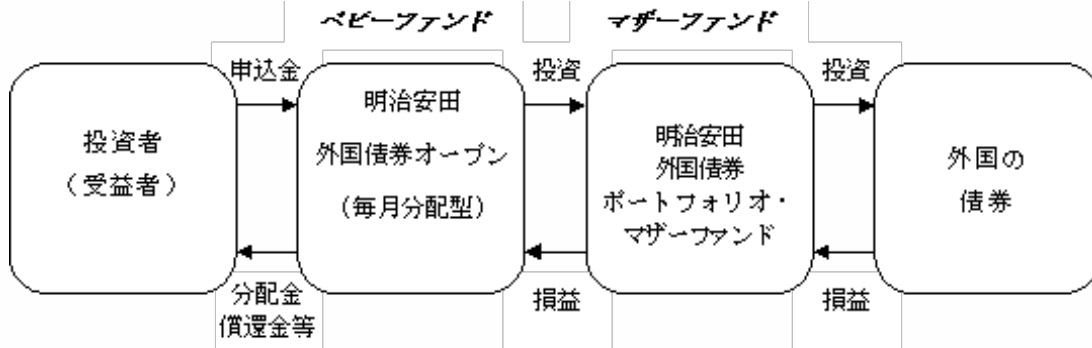 ベビーファンド
マザーファンド
申込金
投資
投資
投資者
（受益者）
明治安田
外国債券オープン
（毎月分配型）
明治安田
外国債券
ポートフォリオ・
マザーファンド
外国の
債券
分配金
償還金等
損益
損益